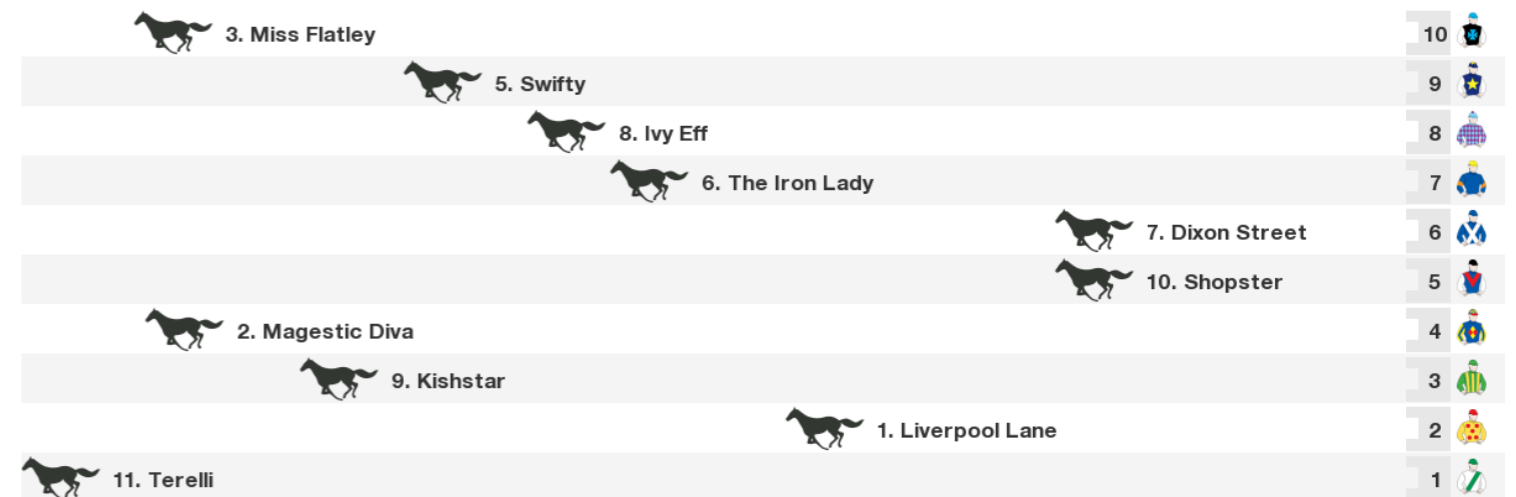 3. Miss Flatley 10
5. Swifty 9
8. Ivy Eff 8
6. The Iron Lady 7
7. Dixon Street 6
10. Shopster 5
2. Magestic Diva 4
9. Kishstar 3
1. Liverpool Lane 2
11. Terelli 1